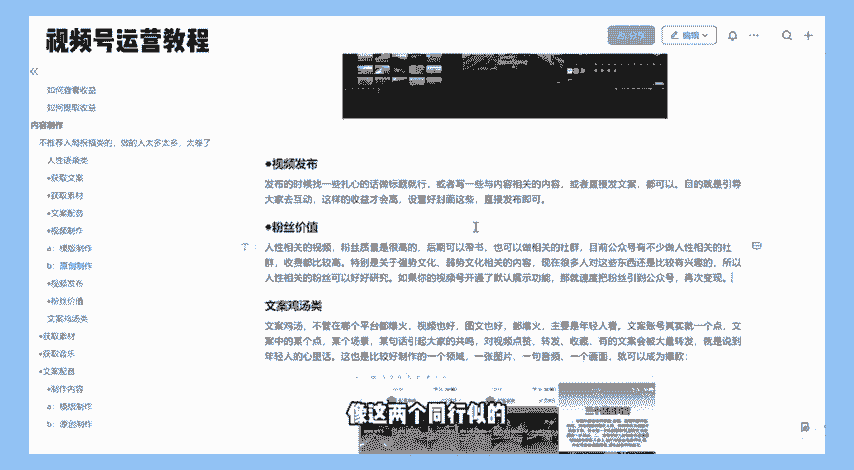 视频号运营教程
编辑
如何查看收益
如何提取收益
内容制作
不推荐人知祝福类的，做的人太多太多，太卷了
人性语录类
•获取文案
•获取素材
•文案配音
•视频制作
a：模版制作
b：原创制作
•视频发布
•粉丝价值
文案鸡汤类
•获取素材
•获取音乐
•文案配音
•制作内容
a：模版制作
b：原创制作
•视频发布
发布的时候找一些扎心的话做标题就行，或者写一些与内容相关的内容，或者直接发文案，都可以。目的就是引导
大家去互动，这样的收益才会高，设置好封面这些，直接发布即可。
•粉丝价值
人性相关的视频，粉丝质量是很高的，后期可以带书，也可以做相关的社群，目前公众号有不少做人性相关的社
群，收费都比较高。特别是关于强势文化、弱势文化相关的内容，现在很多人对这些东西还是比较有兴趣的，所以
人性相关的粉丝可以好好研究。如果你的视频号开通了默认展示功能，那就速度把粉丝引到公众号，再次变现。
文案鸡汤类
文案鸡汤，不管在哪个平台都爆火，视频也好，图文也好，都爆火，主要是年轻人看。文案账号其实就一个点，文
案中的某个点，某个场景，某句话引起大家的共鸣，对视频点赞、转发、收藏，有的文案会被大量转发，就是说到
年轻人的心里话。这也是比较好制作的一个领域，一张图片、一句音频、一个画面，就可以成为爆款：
像这两个同行似的